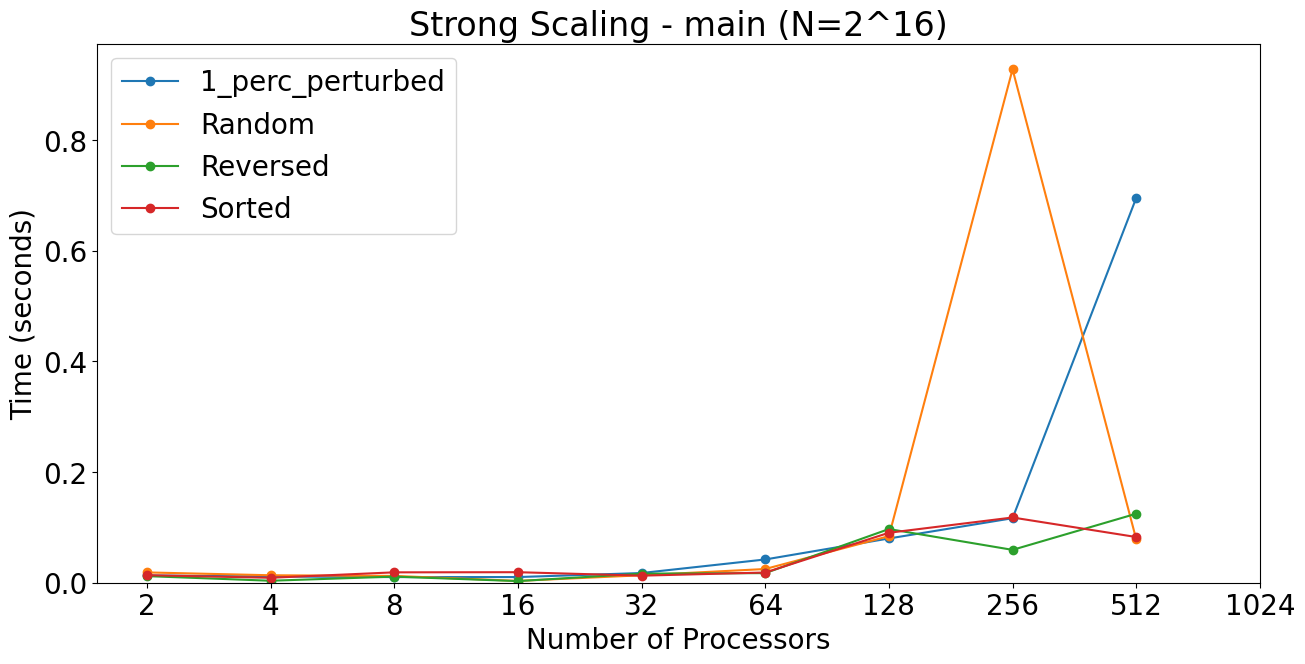 Strong Scaling - main (N=2^16)
1_perc_perturbed
Random
Reversed
Sorted
Time (seconds)
0.8
0.6
0.4
0.2
0.0
2 4 8 16 32 64 128 256 512 1024
Number of Processors